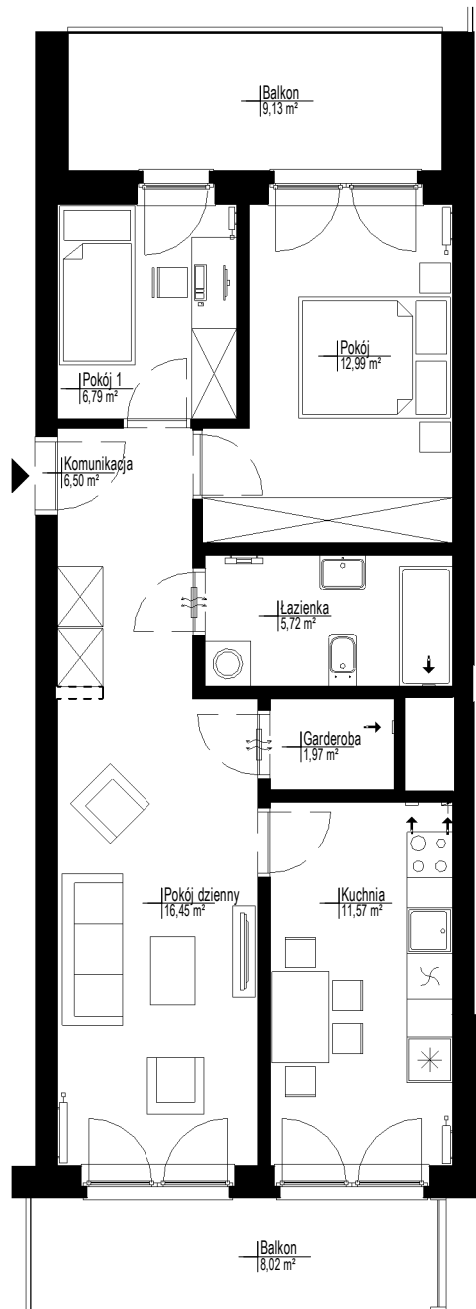 Balkon
9,13 m²
Pokój
12,99 m²
Pokój 1
6,79 m²
Komunikacja
6,50 m²
Łazienka
5,72 m²
Garderoba
1,97 m²
Pokój dzienny
16,45 m²
Kuchnia
11,57 m²
Balkon
8,02 m²